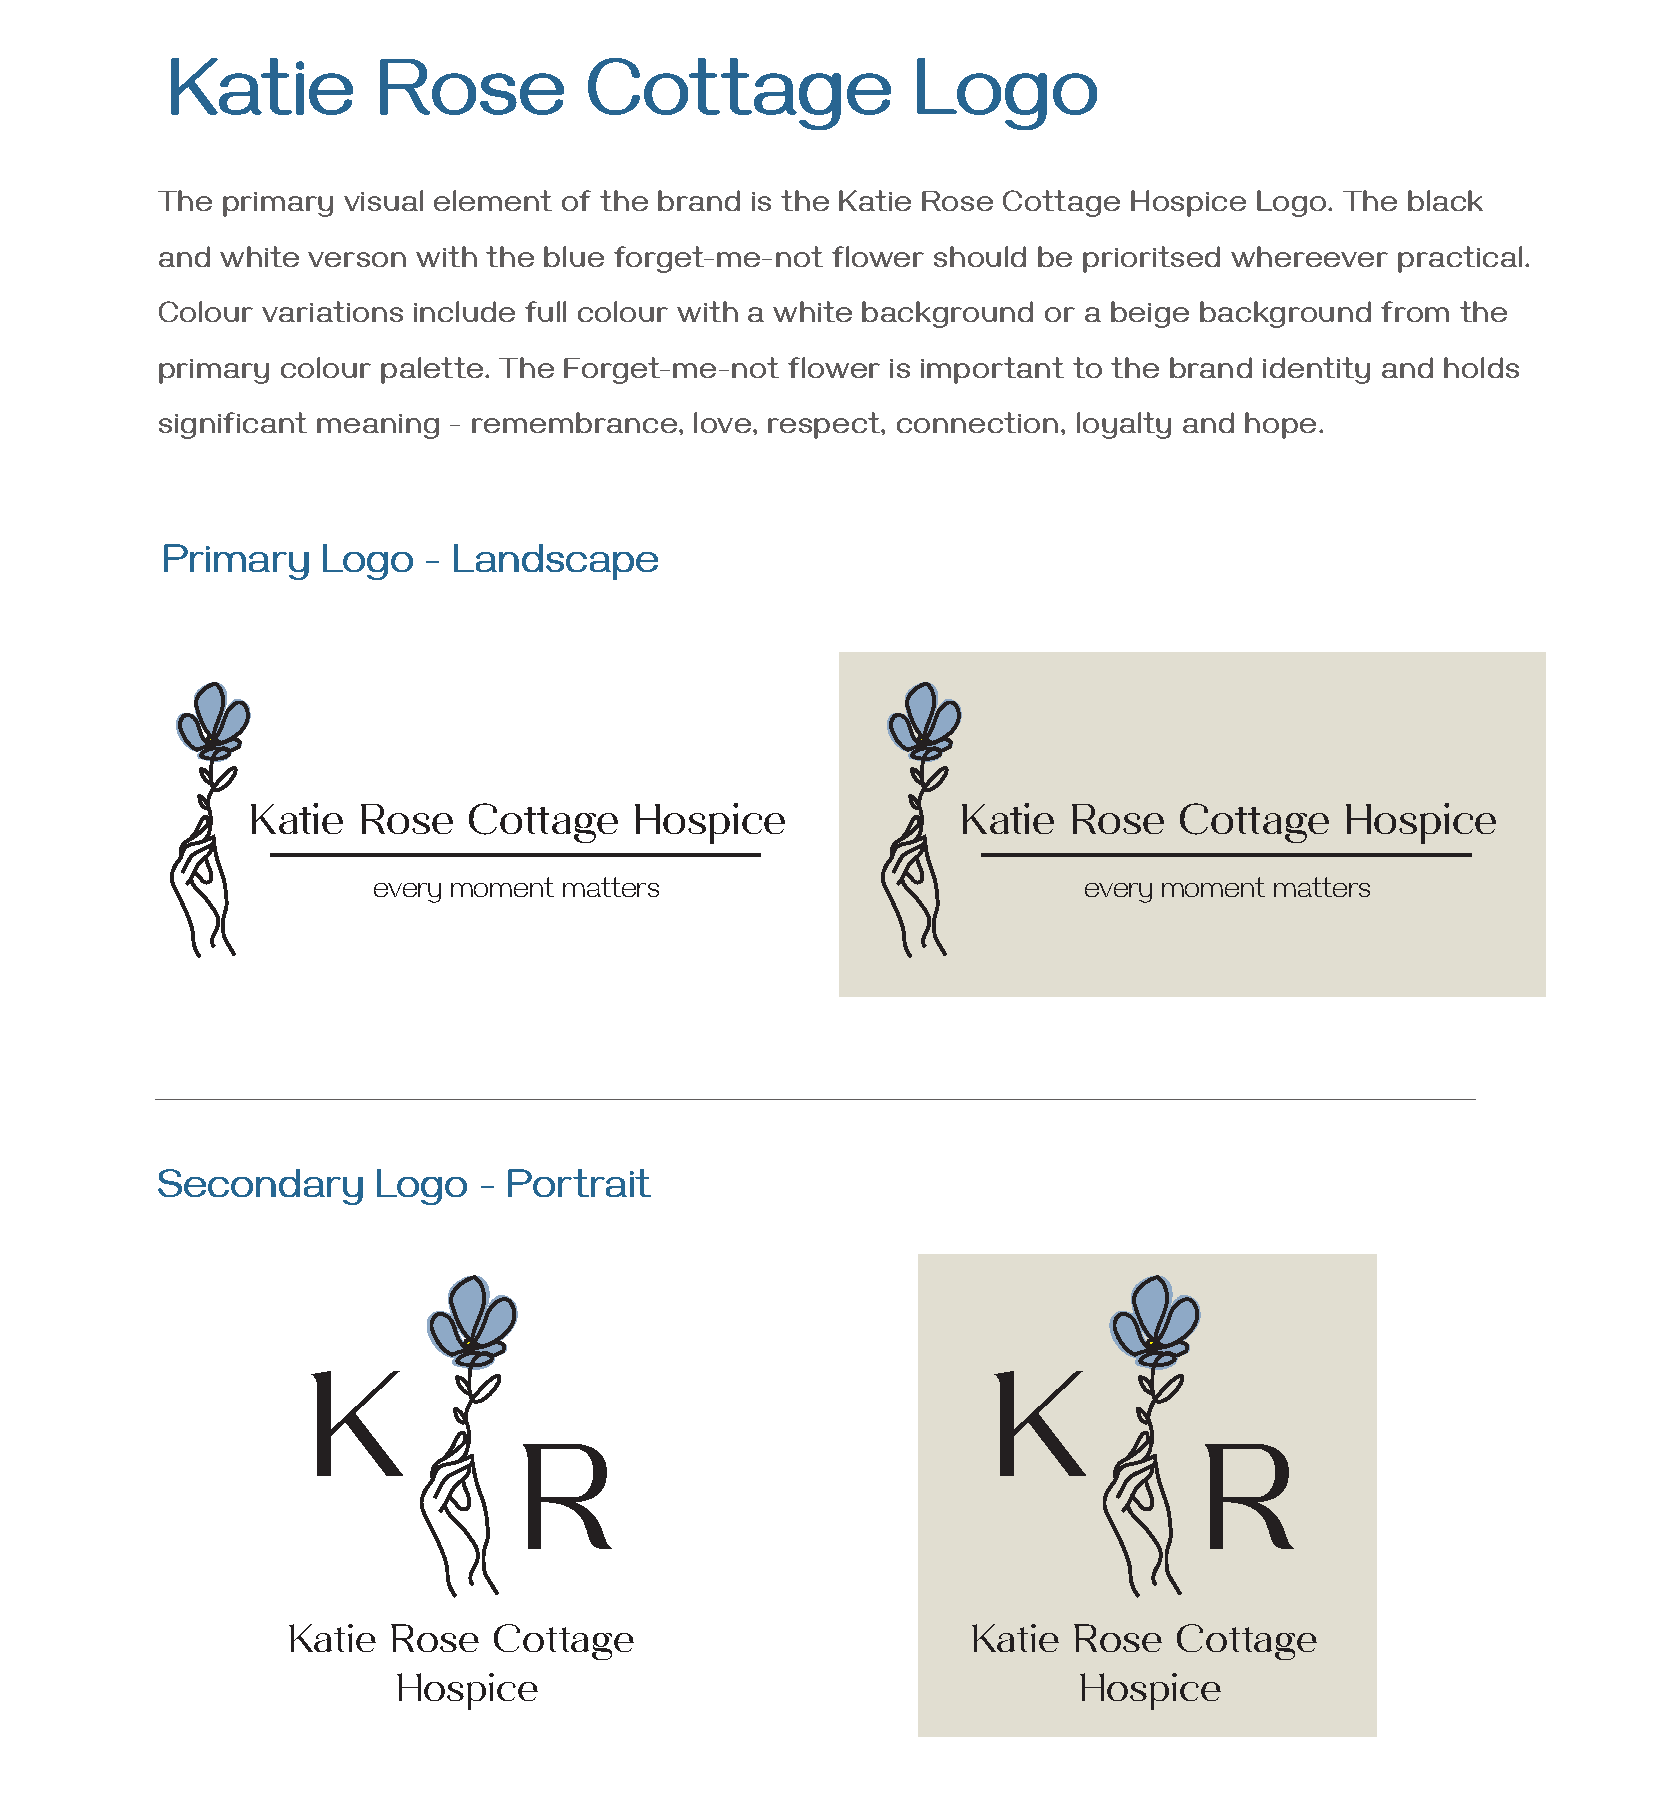 Katie Rose Cottage Logo
The primary visual element of the brand is the Katie Rose Cottage Hospice Logo. The black
and white verson with the blue forget-me-not flower should be prioritsed whereever practical.
Colour variations include full colour with a white background or a beige background from the
primary colour palette. The Forget-me-not flower is important to the brand identity and holds
significant meaning - remembrance, love, respect, connection, loyalty and hope.
Primary Logo - Landscape
Katie Rose Cottage Hospice
every moment matters
Katie Rose Cottage Hospice
every moment matters
Secondary Logo - Portrait
K R
Katie Rose Cottage
Hospice
K R
Katie Rose Cottage
Hospice